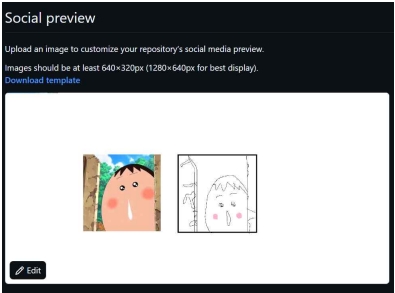 Social preview
Upload an image to customize your repository's social media preview.
Images should be at least 640×320px (1280×640px for best display).
Download template
Edit